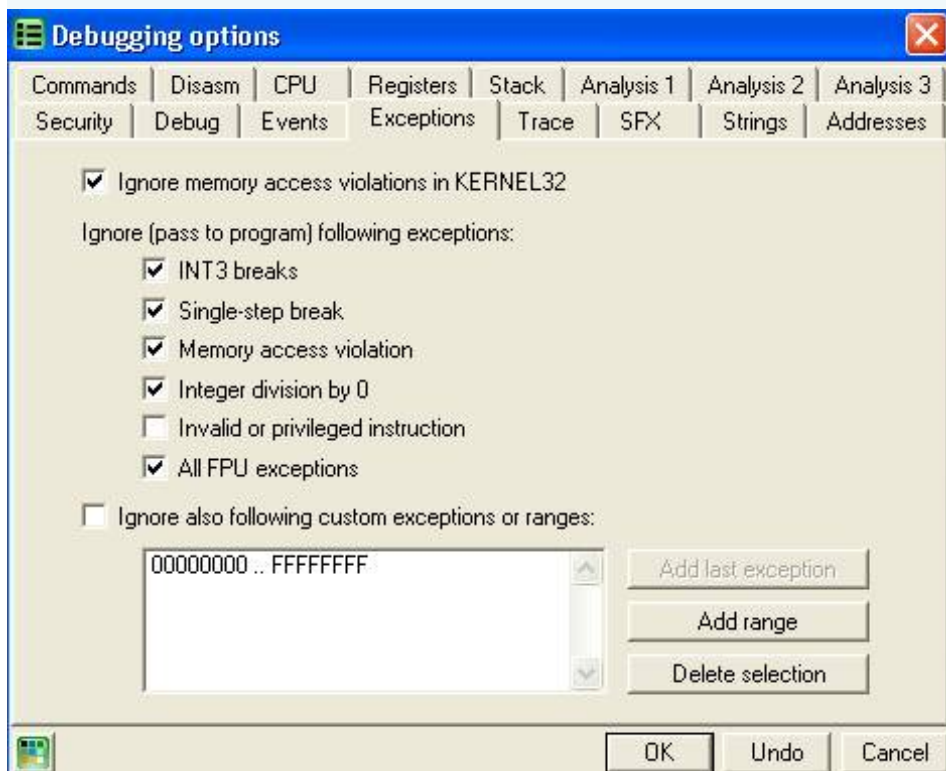 Debugging options
Commands Disasm CPU Registers Stack Analysis 1 Analysis 2 Analysis 3
Security Debug Events Exceptions Trace SFX Strings Addresses
Ignore memory access violations in KERNEL32
Ignore (pass to program) following exceptions:
INT3 breaks
Single-step break
Memory access violation
Integer division by 0
Invalid or privileged instruction
All FPU exceptions
Ignore also following custom exceptions or ranges:
00000000 .. FFFFFFFF
Add last exception
Add range
Delete selection
OK Undo Cancel